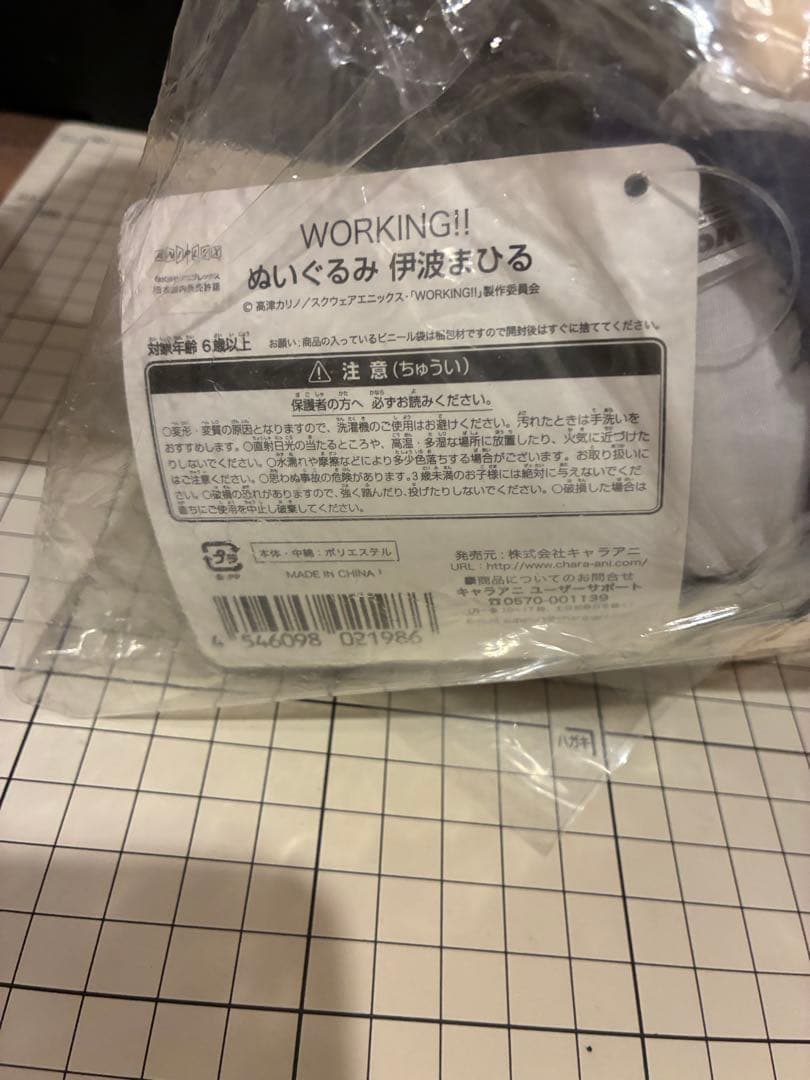 WORKING!!
ぬいぐるみ 伊波まひる
© 高津カリノ／スクウェアエニックス・「WORKING!!」製作委員会
対象年齢 6歳以上
お願い：商品の入っているビニール袋は梱包材ですので開封後はすぐに捨ててください。
注意(ちゅうい)
保護者の方へ 必ずお読みください。
○変形・変質の原因となりますので、洗濯機のご使用はお避けください。汚れたときは手洗いを
おすすめします。○直射日光の当たるところや、高温・多湿な場所に放置したり、火気に近づけた
りしないでください。○水濡れや摩擦などにより多少色落ちする場合がございます。お取り扱いに
はご注意ください。○思わぬ事故の危険があります。3歳未満のお子様には絶対に与えないでくだ
さい。○破損の恐れがありますので、強く踏んだり、投げたりしないでください。○破損した場合は
直ちにご使用を中止し破棄してください。
プラ
本体・中綿：ポリエステル
MADE IN CHINA
4 546098 021986
発売元：株式会社キャラアニ
URL：http://www.chara-ani.com/
■商品についてのお問合せ
キャラアニ ユーザーサポート
☎0570-001139
ハガキ